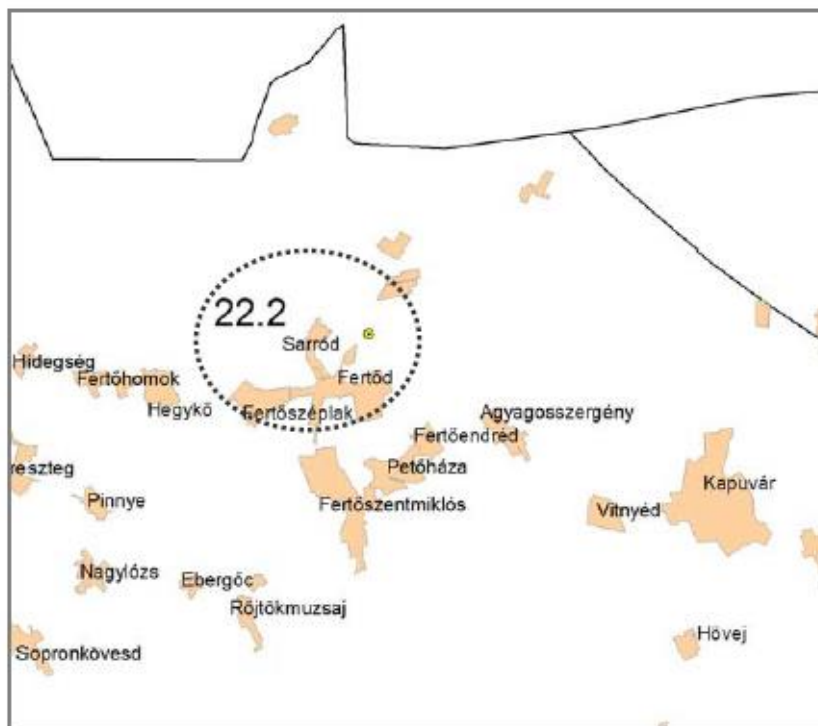 22.2
Sarród
Hidegség
Fertőhomok
Fertőd
Hegykő
Fertőszéplak
Agyagosszergény
Fertőendréd
Petőháza
reszteg
Pinnye
Fertőszentmiklós
Vitnyéd
Kapuvár
Nagylózs
Ebergőc
Röjtökmuzsaj
Hövej
Sopronkövesd